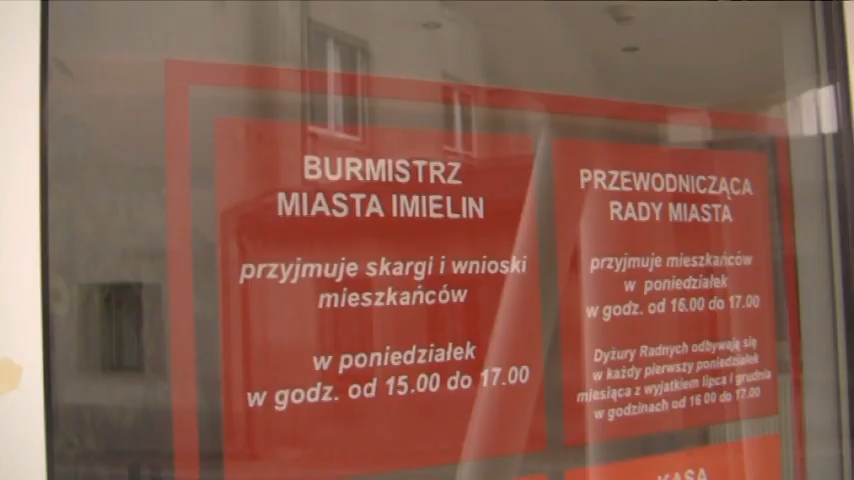 BURMISTRZ
MIASTA IMIELIN
przyjmuje skargi i wnioski
mieszkańców
w poniedziałek
w godz. od 15.00 do 17.00
PRZEWODNICZĄCA
RADY MIASTA
przyjmuje mieszkańców
w poniedziałek
w godz. od 16.00 do 17.00
Dyżury Radnych odbywają się
w każdy pierwszy poniedziałek
miesiąca z wyjątkiem lipca i grudnia
w godzinach od 16 00 do 17.00
KASA